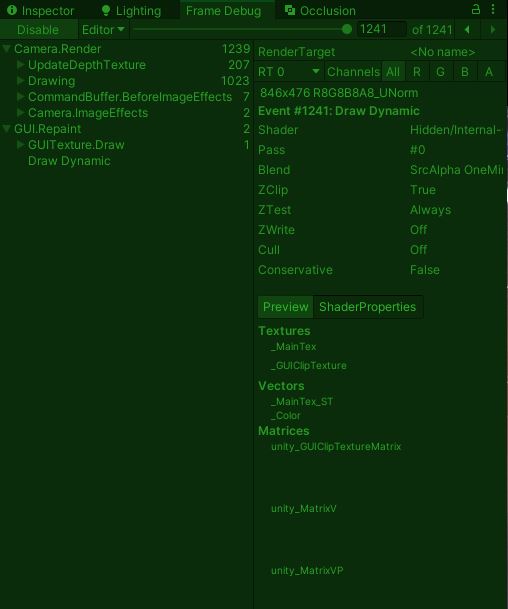 Inspector Lighting Frame Debug Occlusion
Disable Editor 1241 of 1241
Camera.Render 1239
UpdateDepthTexture 207
Drawing 1023
CommandBuffer.BeforeImageEffects 7
Camera.ImageEffects 2
GUI.Repaint 2
GUITexture.Draw 1
Draw Dynamic
RenderTarget <No name>
RT 0 Channels All R G B A
846x476 R8G8B8A8_UNorm
Event #1241: Draw Dynamic
Shader Hidden/Internal-
Pass #0
Blend SrcAlpha OneMin
ZClip True
ZTest Always
ZWrite Off
Cull Off
Conservative False
Preview ShaderProperties
Textures
_MainTex
_GUIClipTexture
Vectors
_MainTex_ST
_Color
Matrices
unity_GUIClipTextureMatrix
unity_MatrixV
unity_MatrixVP